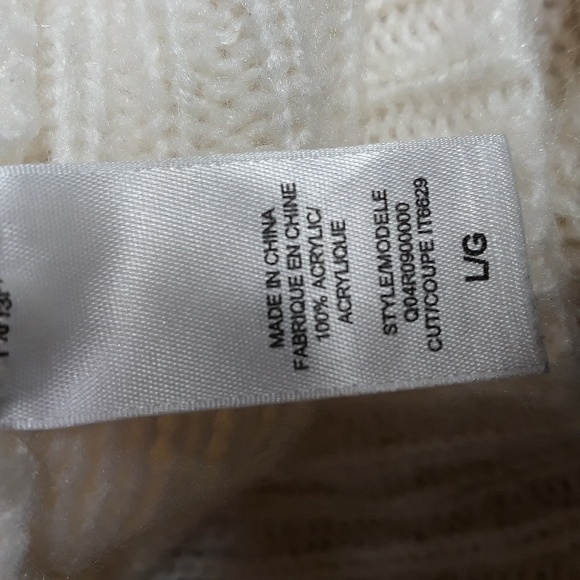 MADE IN CHINA
FABRIQUE EN CHINE
100% ACRYLIC/
ACRYLIQUE
STYLE/MODELE
Q04R0900000
CUT/COUPE IT6629
L/G